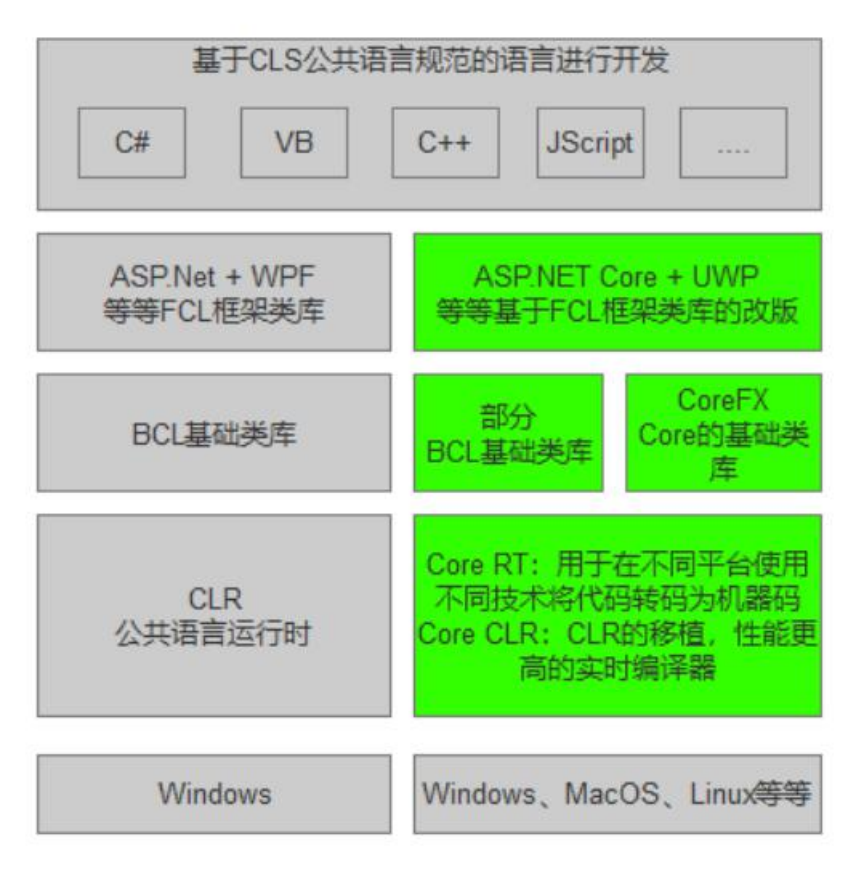 基于CLS公共语言规范的语言进行开发
C#
VB
C++
JScript
....
ASP.Net + WPF
等等FCL框架类库
ASP.NET Core + UWP
等等基于FCL框架类库的改版
BCL基础类库
部分
BCL基础类库
CoreFX
Core的基础类
库
CLR
公共语言运行时
Core RT：用于在不同平台使用
不同技术将代码转码为机器码
Core CLR：CLR的移植，性能更
高的实时编译器
Windows
Windows、MacOS、Linux等等